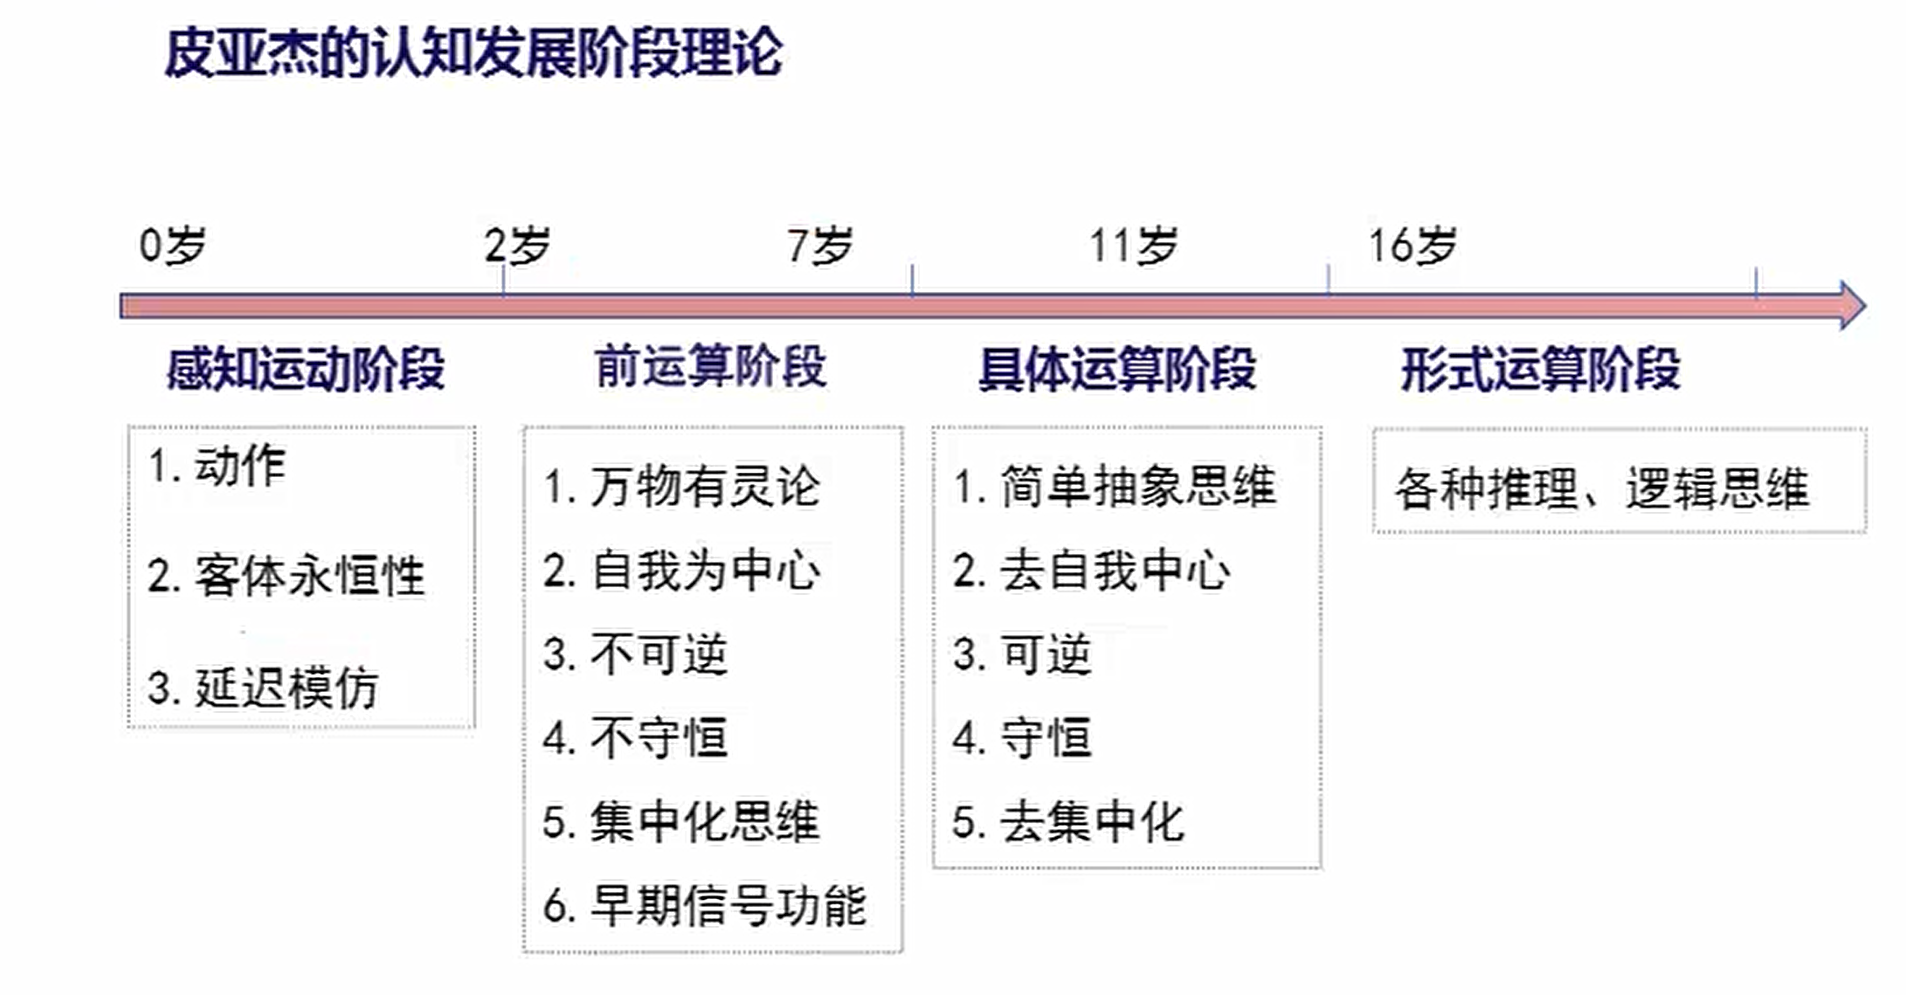 皮亚杰的认知发展阶段理论
0岁 2岁 7岁 11岁 16岁
感知运动阶段 前运算阶段 具体运算阶段 形式运算阶段
1. 动作
2. 客体永恒性
3. 延迟模仿
1. 万物有灵论
2. 自我为中心
3. 不可逆
4. 不守恒
5. 集中化思维
6. 早期信号功能
1. 简单抽象思维
2. 去自我中心
3. 可逆
4. 守恒
5. 去集中化
各种推理、逻辑思维